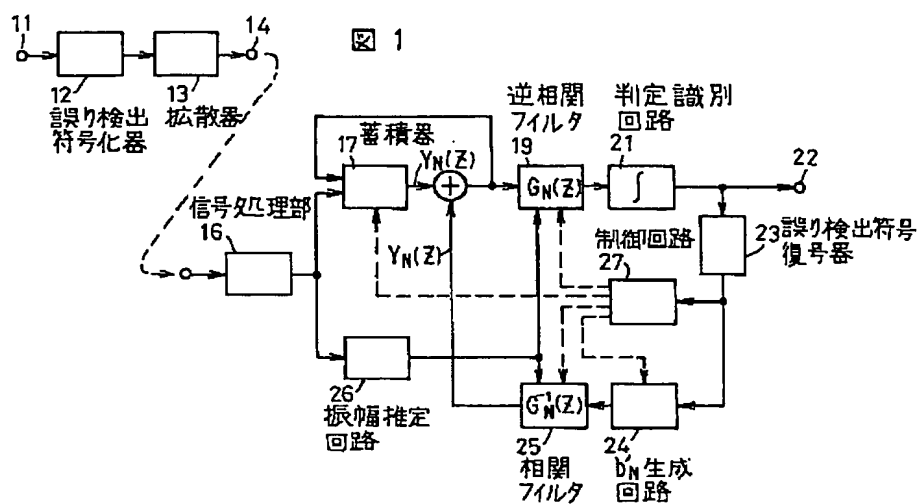 図 1
11
14
12
誤り検出
符号化器
13
拡散器
逆相関
フィルタ
19
判定識別
回路
21
蓄積器
17
YN(Z)
+
GN(Z)
∫
22
信号処理部
16
YN(Z)
制御回路
27
23
誤り検出符号
復号器
26
振幅推定
回路
G-1N(Z)
25
相関
フィルタ
24
b'N 生成
回路